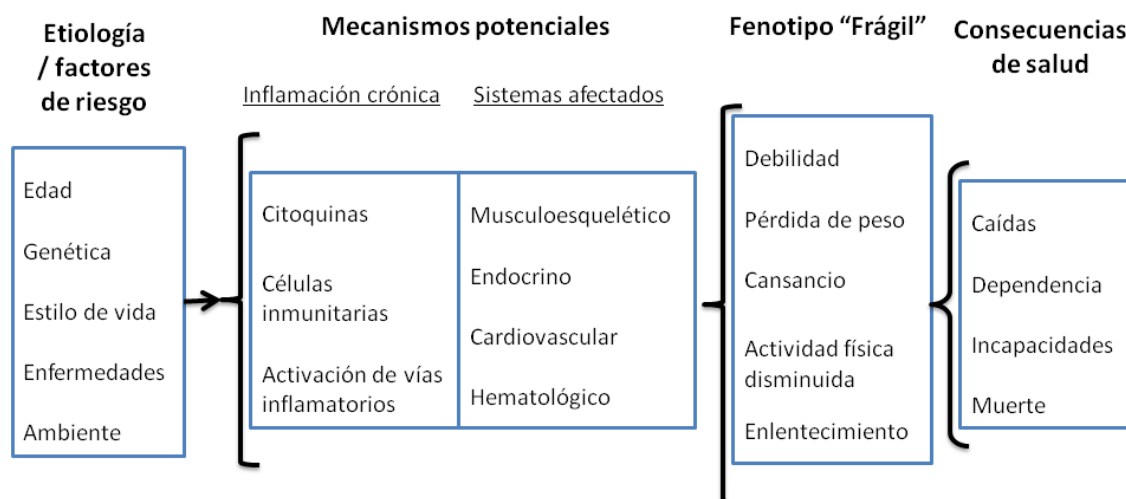 Etiología
/ factores
de riesgo
Mecanismos potenciales
Fenotipo “Frágil”
Consecuencias
de salud
Inflamación crónica
Sistemas afectados
Edad
Genética
Estilo de vida
Enfermedades
Ambiente
Citoquinas
Células
inmunitarias
Activación de vías
inflamatorios
Musculoesquelético
Endocrino
Cardiovascular
Hematológico
Debilidad
Pérdida de peso
Cansancio
Actividad física
disminuida
Enlentecimiento
Caídas
Dependencia
Incapacidades
Muerte